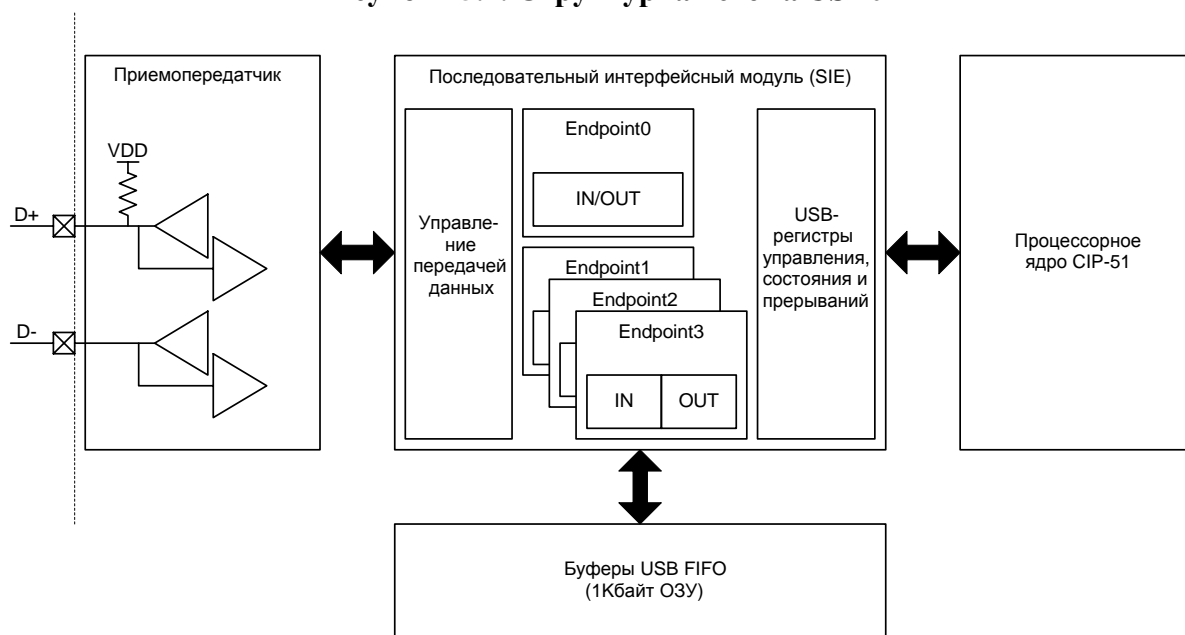 Приемопередатчик
VDD
D+
D-
Последовательный интерфейсный модуль (SIE)
Управле-
ние
передачей
данных
Endpoint0
IN/OUT
Endpoint1
Endpoint2
Endpoint3
IN
OUT
USB-
регистры
управления,
состояния и
прерываний
Процессорное
ядро CIP-51
Буферы USB FIFO
(1Кбайт ОЗУ)